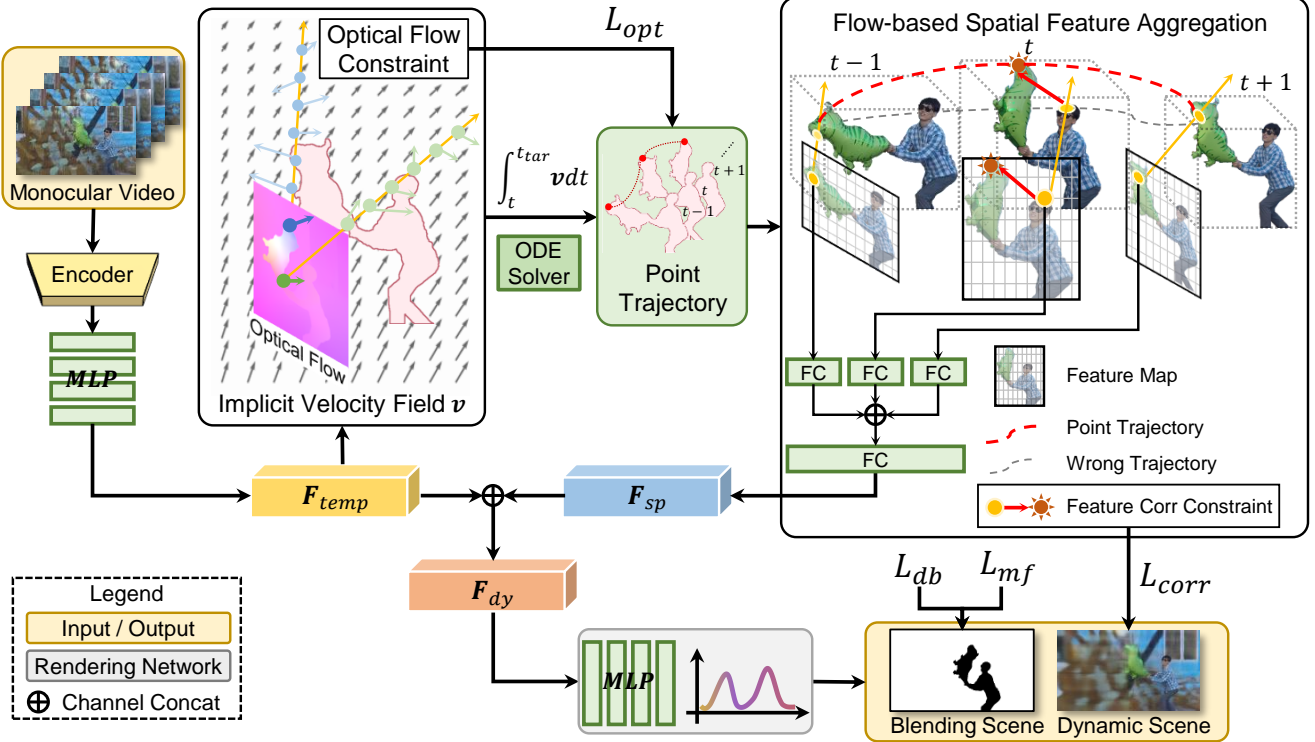 Monocular Video
Encoder
MLP
Optical Flow
Constraint
Optical Flow
Implicit Velocity Field v
L_opt
∫_t^{t_tar} vdt
ODE
Solver
t + 1
t
t − 1
Point
Trajectory
Flow-based Spatial Feature Aggregation
t − 1
t
t + 1
FC
FC
FC
FC
Feature Map
Point Trajectory
Wrong Trajectory
Feature Corr Constraint
F_temp
F_sp
F_dy
Legend
Input / Output
Rendering Network
Channel Concat
MLP
L_db
L_mf
L_corr
Blending Scene
Dynamic Scene